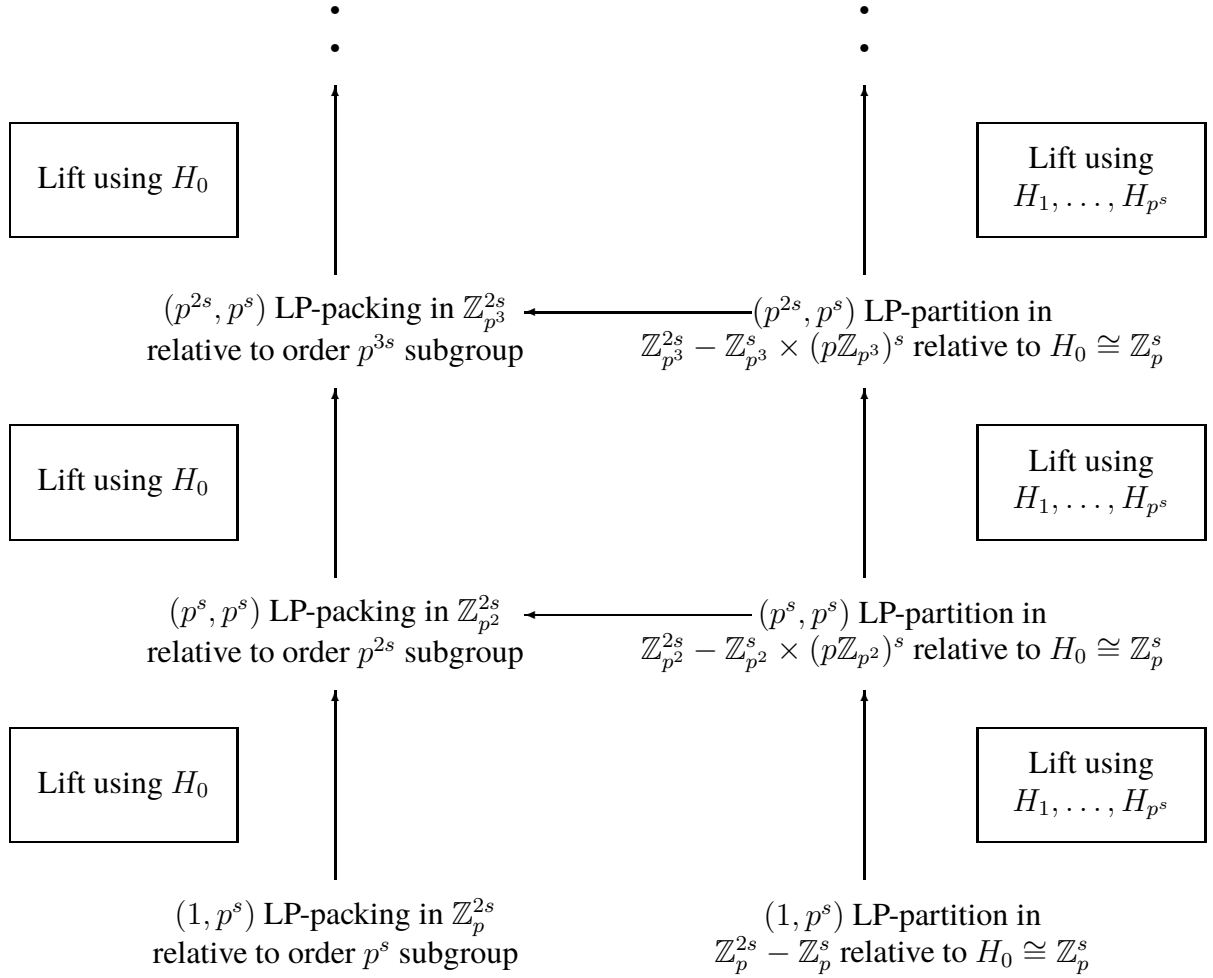 Lift using $H_0$
Lift using
$H_1, \ldots, H_{p^s}$
$(p^{2s}, p^s)$ LP-packing in $\mathbb{Z}_{p^3}^{2s}$
relative to order $p^{3s}$ subgroup
$(p^{2s}, p^s)$ LP-partition in
$\mathbb{Z}_{p^3}^{2s} - \mathbb{Z}_{p^3}^{s} \times (p\mathbb{Z}_{p^3})^s$ relative to $H_0 \cong \mathbb{Z}_p^s$
Lift using $H_0$
Lift using
$H_1, \ldots, H_{p^s}$
$(p^s, p^s)$ LP-packing in $\mathbb{Z}_{p^2}^{2s}$
relative to order $p^{2s}$ subgroup
$(p^s, p^s)$ LP-partition in
$\mathbb{Z}_{p^2}^{2s} - \mathbb{Z}_{p^2}^{s} \times (p\mathbb{Z}_{p^2})^s$ relative to $H_0 \cong \mathbb{Z}_p^s$
Lift using $H_0$
Lift using
$H_1, \ldots, H_{p^s}$
$(1, p^s)$ LP-packing in $\mathbb{Z}_p^{2s}$
relative to order $p^s$ subgroup
$(1, p^s)$ LP-partition in
$\mathbb{Z}_p^{2s} - \mathbb{Z}_p^s$ relative to $H_0 \cong \mathbb{Z}_p^s$